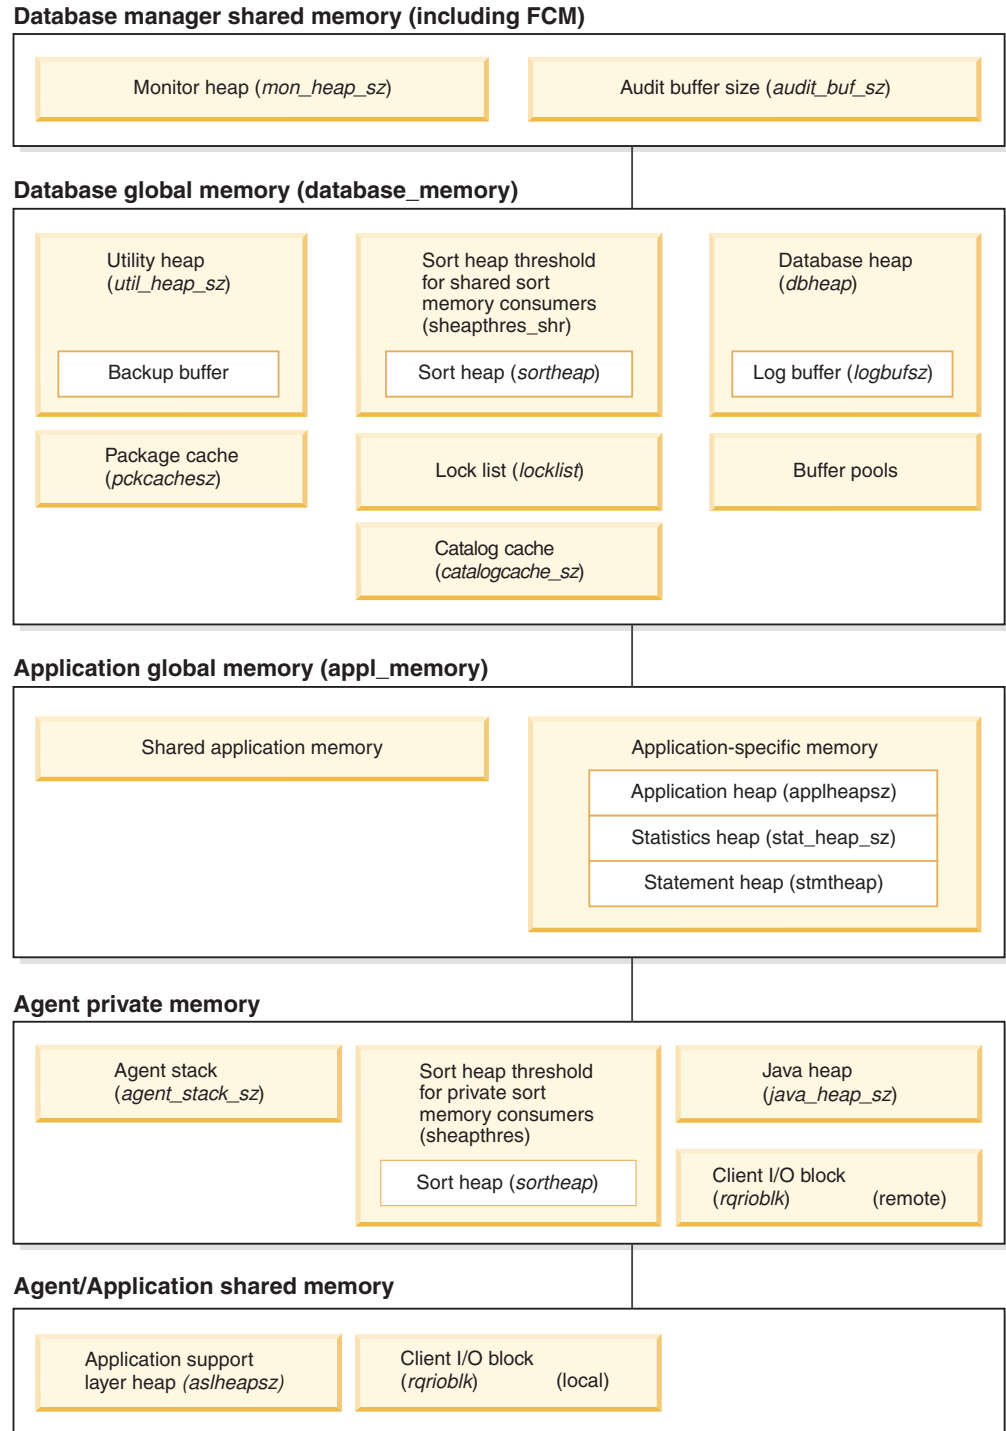 Database manager shared memory (including FCM)
Monitor heap (mon_heap_sz)
Audit buffer size (audit_buf_sz)
Database global memory (database_memory)
Utility heap
(util_heap_sz)
Backup buffer
Sort heap threshold
for shared sort
memory consumers
(sheapthres_shr)
Sort heap (sortheap)
Database heap
(dbheap)
Log buffer (logbufsz)
Package cache
(pckcachesz)
Lock list (locklist)
Buffer pools
Catalog cache
(catalogcache_sz)
Application global memory (appl_memory)
Shared application memory
Application-specific memory
Application heap (applheapsz)
Statistics heap (stat_heap_sz)
Statement heap (stmtheap)
Agent private memory
Agent stack
(agent_stack_sz)
Sort heap threshold
for private sort
memory consumers
(sheapthres)
Sort heap (sortheap)
Java heap
(java_heap_sz)
Client I/O block
(rqrioblk) (remote)
Agent/Application shared memory
Application support
layer heap (aslheapsz)
Client I/O block
(rqrioblk) (local)